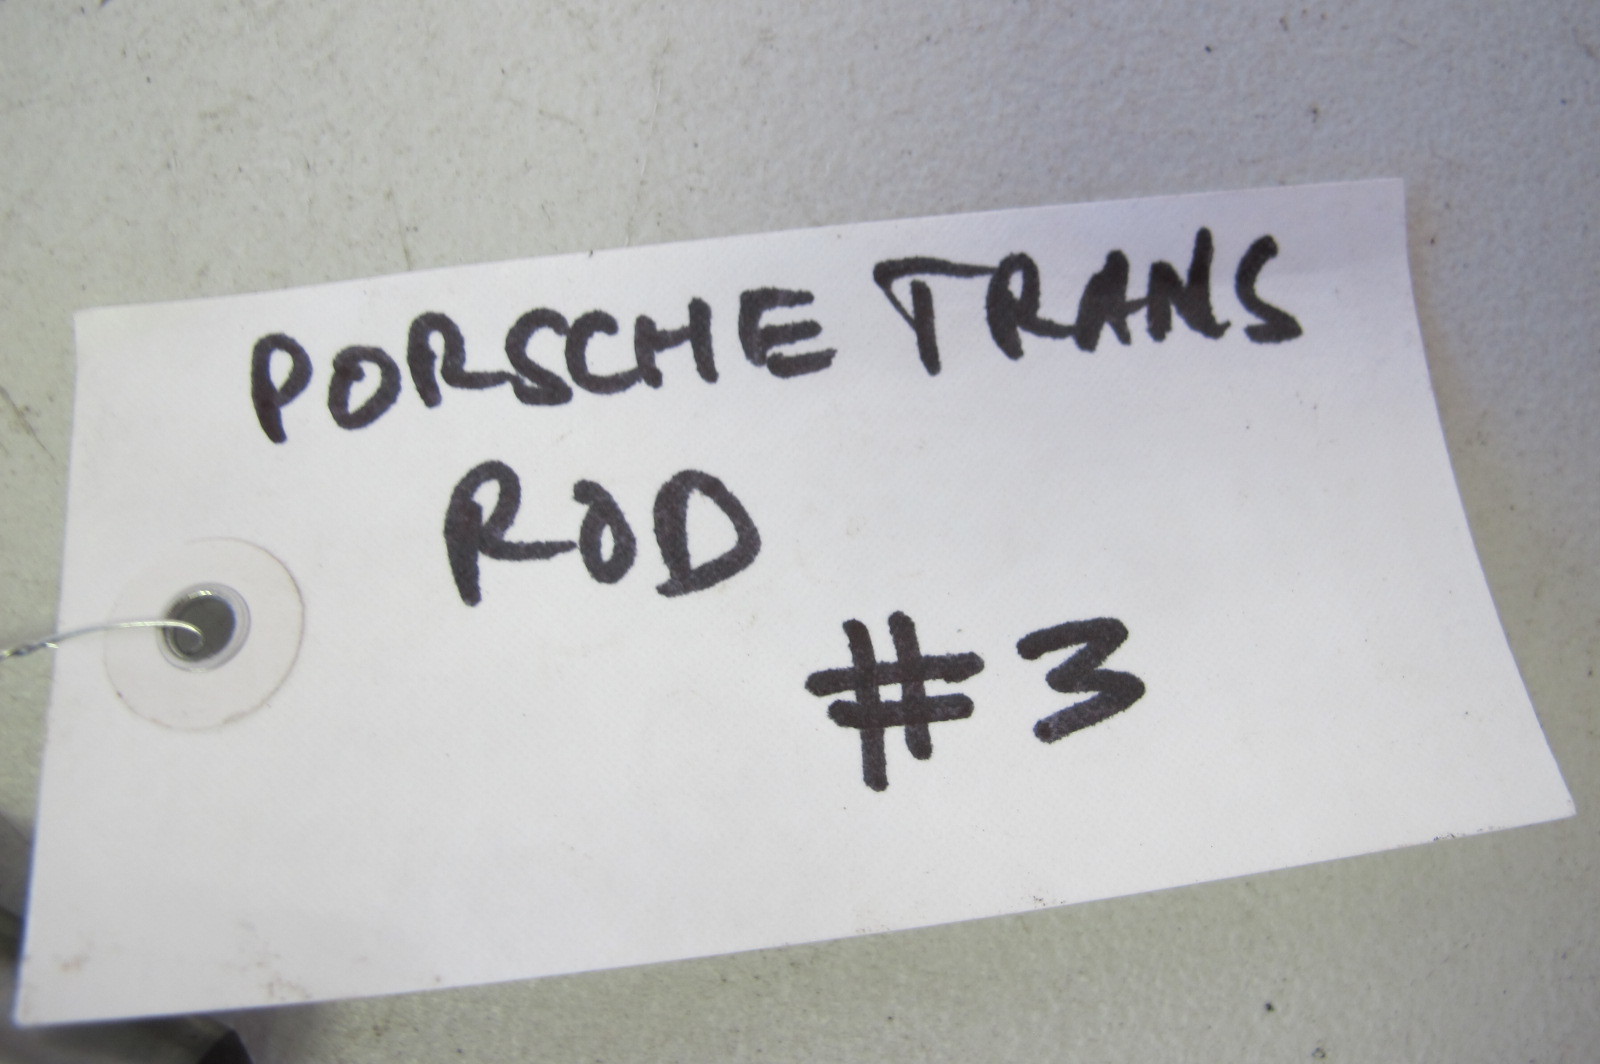 PORSCHE TRANS
ROD
#3